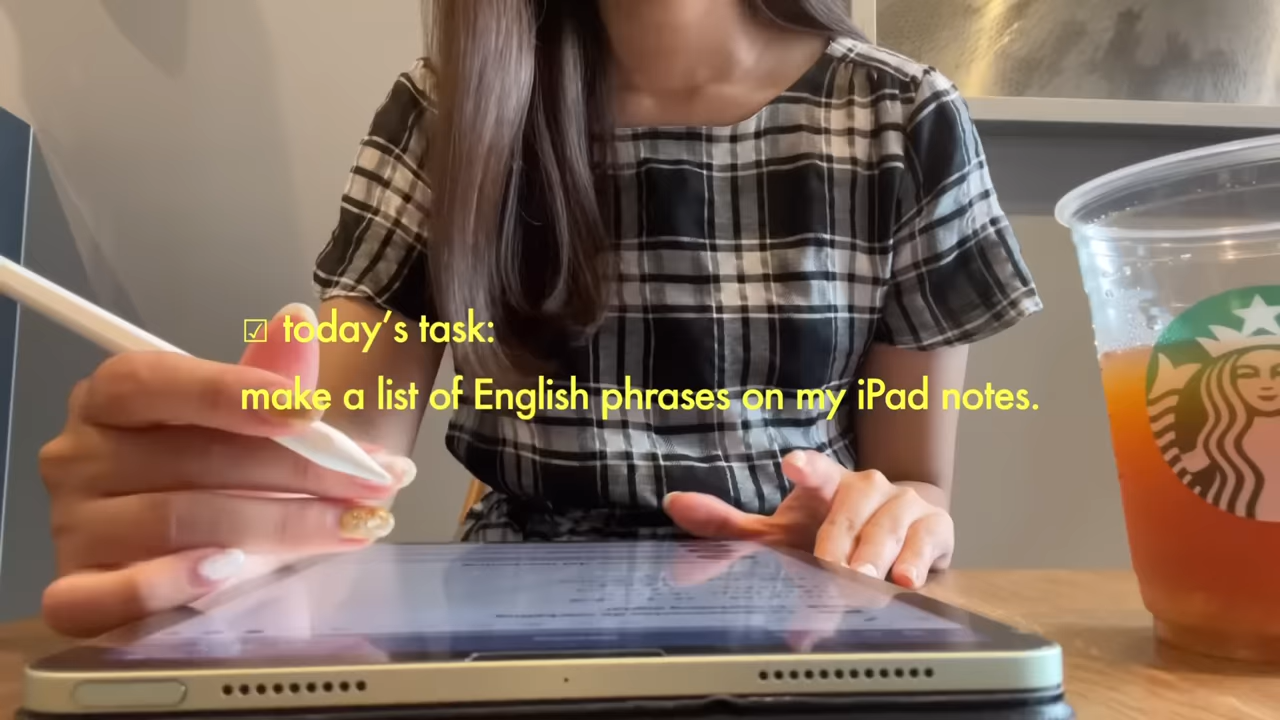 ☑ today’s task:
make a list of English phrases on my iPad notes.